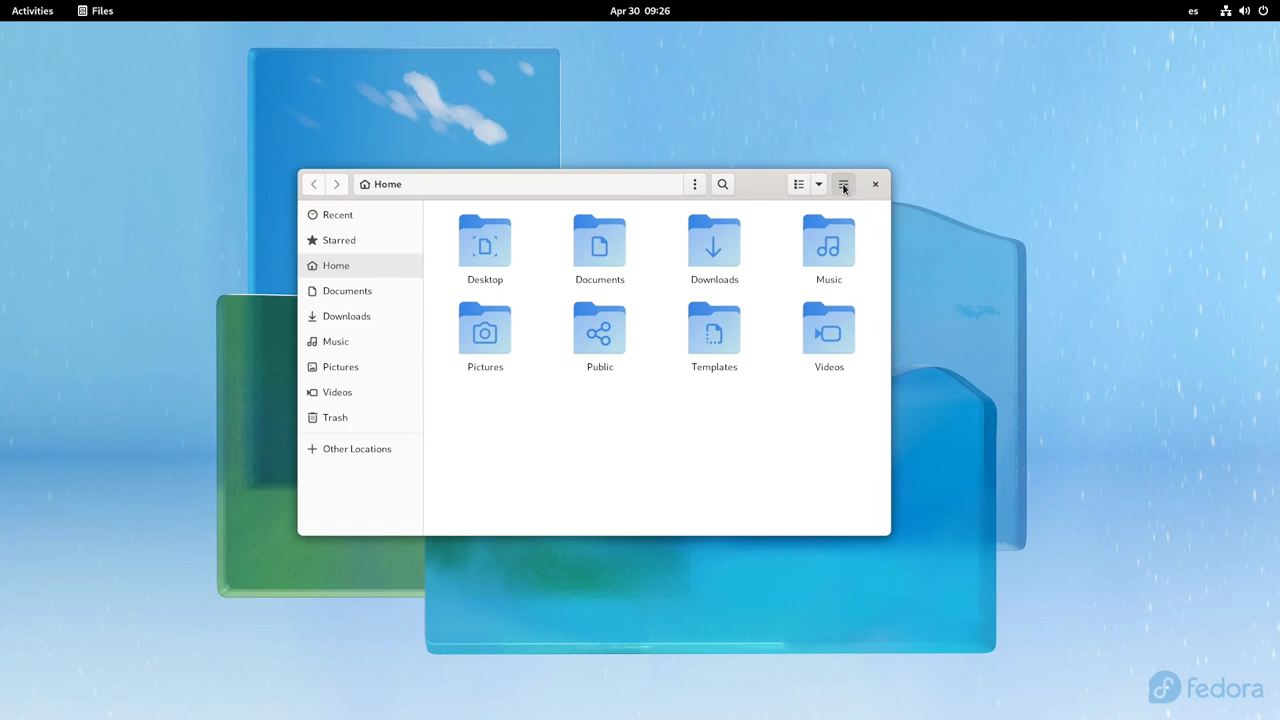 Activities
Files
Apr 30 09:26
es
Home
Recent
Starred
Home
Documents
Downloads
Music
Pictures
Videos
Trash
Other Locations
Desktop
Documents
Downloads
Music
Pictures
Public
Templates
Videos
fedora